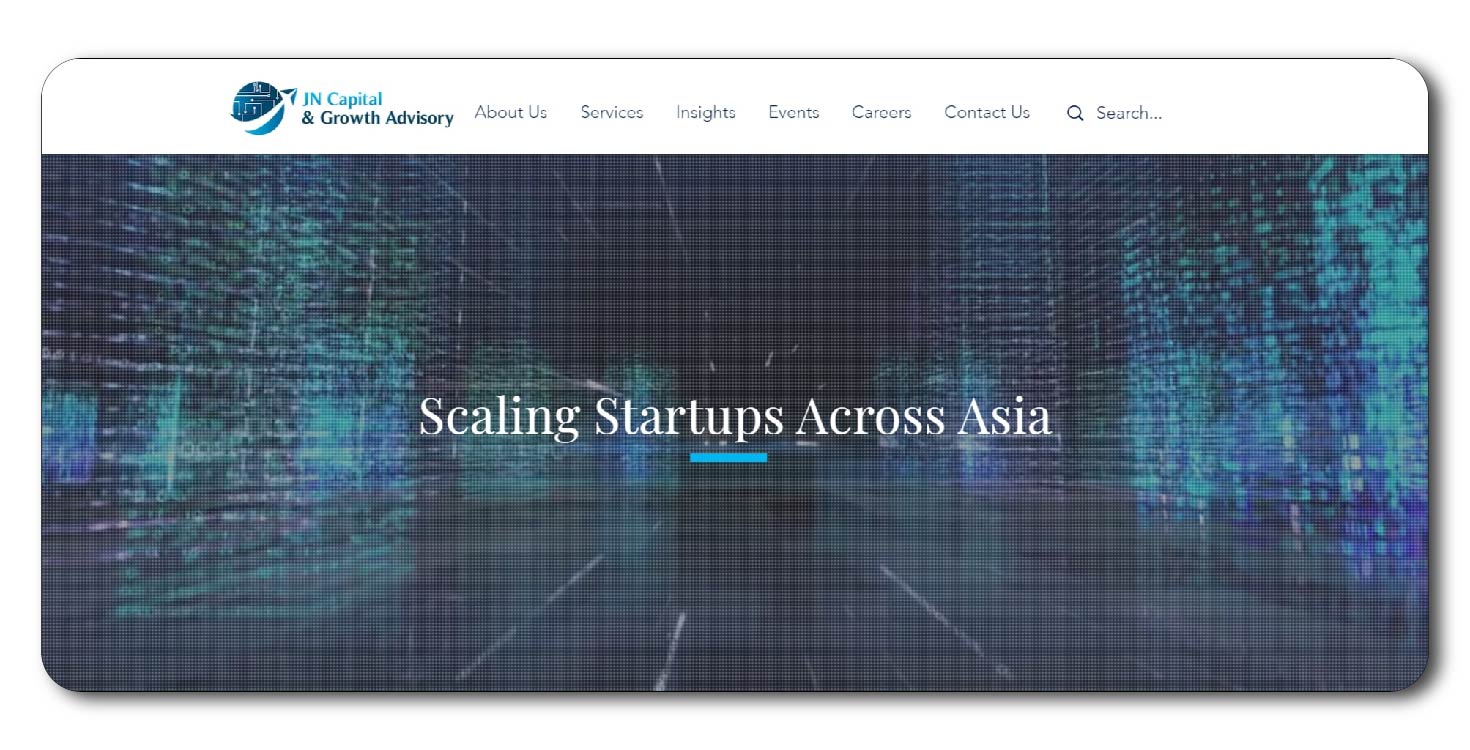 JN Capital
& Growth Advisory
About Us Services Insights Events Careers Contact Us Search...
Scaling Startups Across Asia